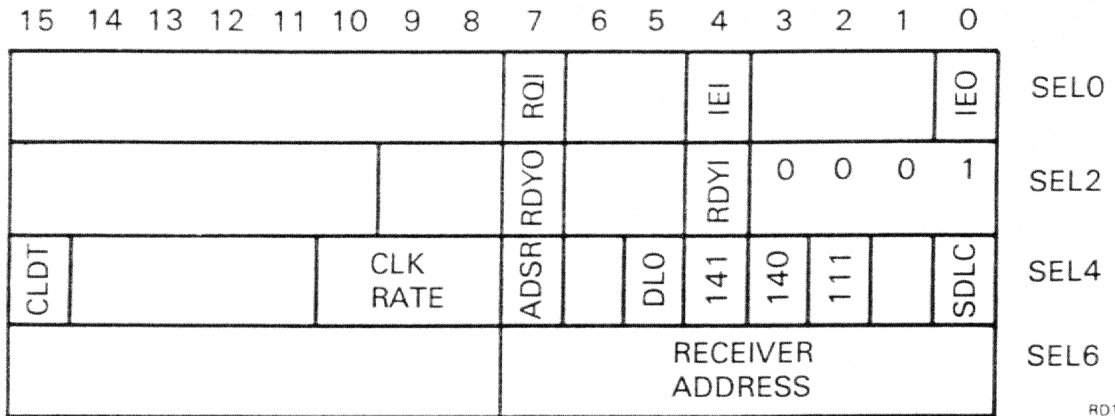 15 14 13 12 11 10 9 8 7 6 5 4 3 2 1 0
RQI IEI IEO SEL0
RDYO RDYI 0 0 0 1 SEL2
CLDT CLK RATE ADSR DLO 141 140 111 SDLC SEL4
RECEIVER ADDRESS SEL6
RD1